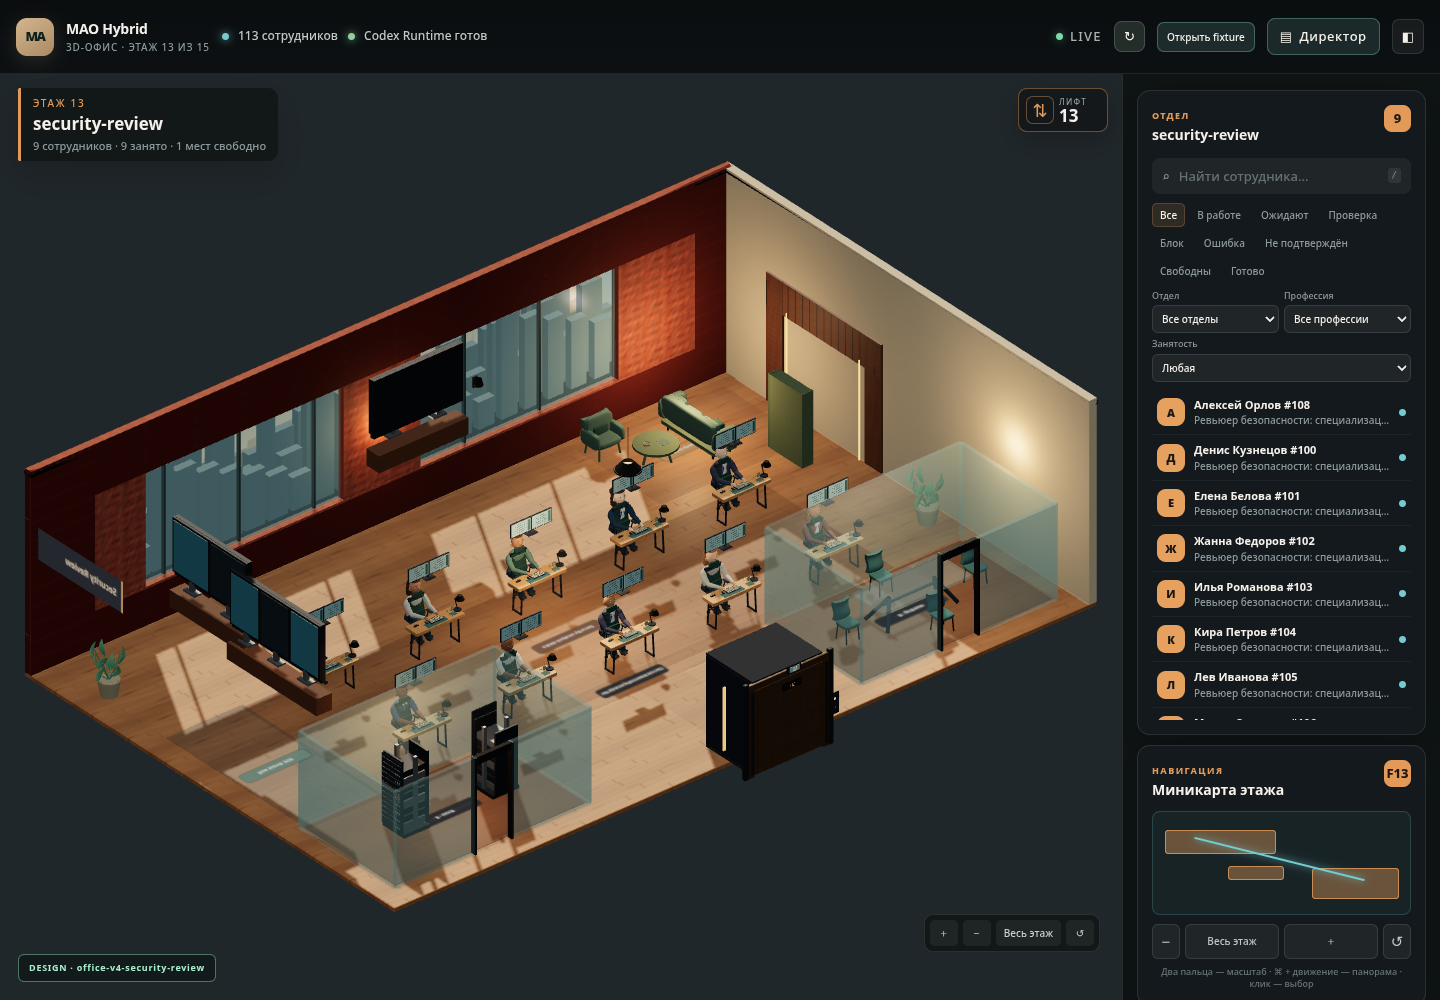 MA
MAO Hybrid
3D-ОФИС · ЭТАЖ 13 ИЗ 15
113 сотрудников
Codex Runtime готов
LIVE
Открыть fixture
Директор
ЭТАЖ 13
security-review
9 сотрудников · 9 занято · 1 мест свободно
ЛИФТ
13
Security Review
DESIGN · office-v4-security-review
+ − Весь этаж ↺
ОТДЕЛ
security-review
9
Найти сотрудника...
/
Все В работе Ожидают Проверка
Блок Ошибка Не подтверждён
Свободны Готово
Отдел Профессия
Все отделы Все профессии
Занятость
Любая
А
Алексей Орлов #108
Ревьюер безопасности: специализац...
Д
Денис Кузнецов #100
Ревьюер безопасности: специализац...
Е
Елена Белова #101
Ревьюер безопасности: специализац...
Ж
Жанна Федоров #102
Ревьюер безопасности: специализац...
И
Илья Романова #103
Ревьюер безопасности: специализац...
К
Кира Петров #104
Ревьюер безопасности: специализац...
Л
Лев Иванова #105
Ревьюер безопасности: специализац...
НАВИГАЦИЯ
Миникарта этажа
F13
− Весь этаж + ↺
Два пальца — масштаб · ⌘ + движение — панорама ·
клик — выбор